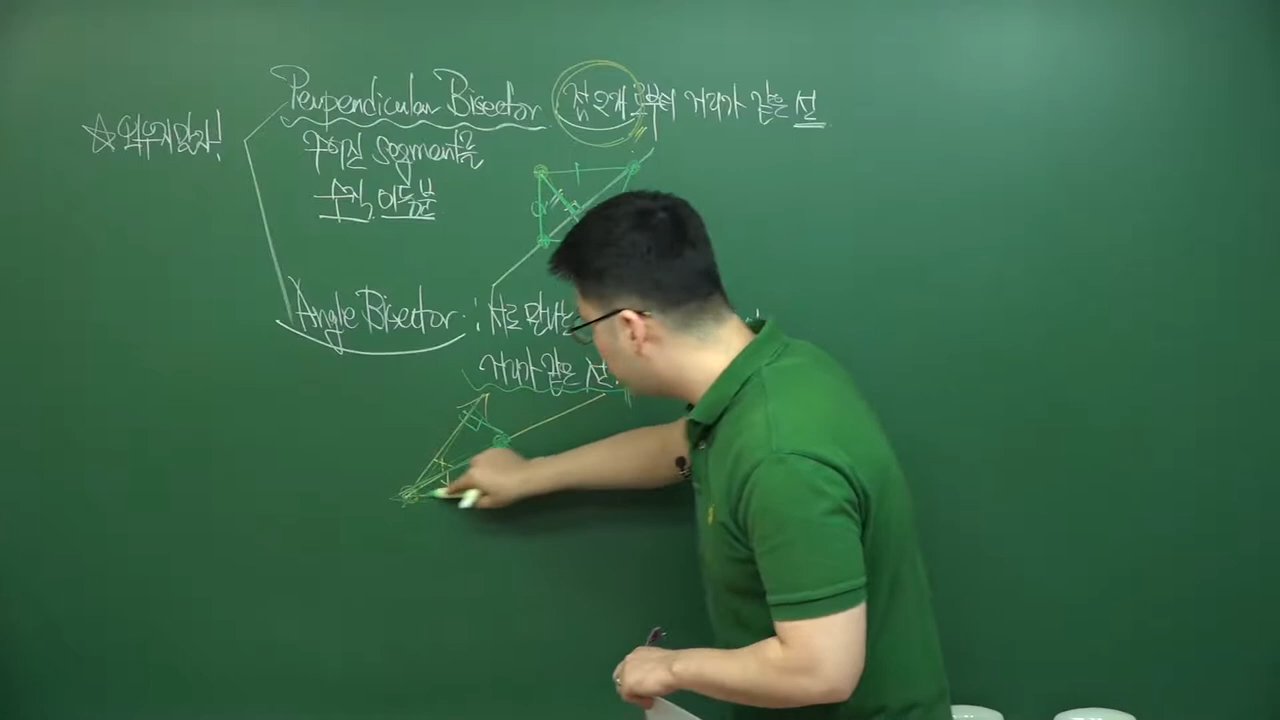 ☆외우지말자!
Perpendicular Bisector 점2개로부터 거리가 같은 선
주어진 segment를
수직이등분
Angle Bisector : 서로 만나는
거리가 같은 선.